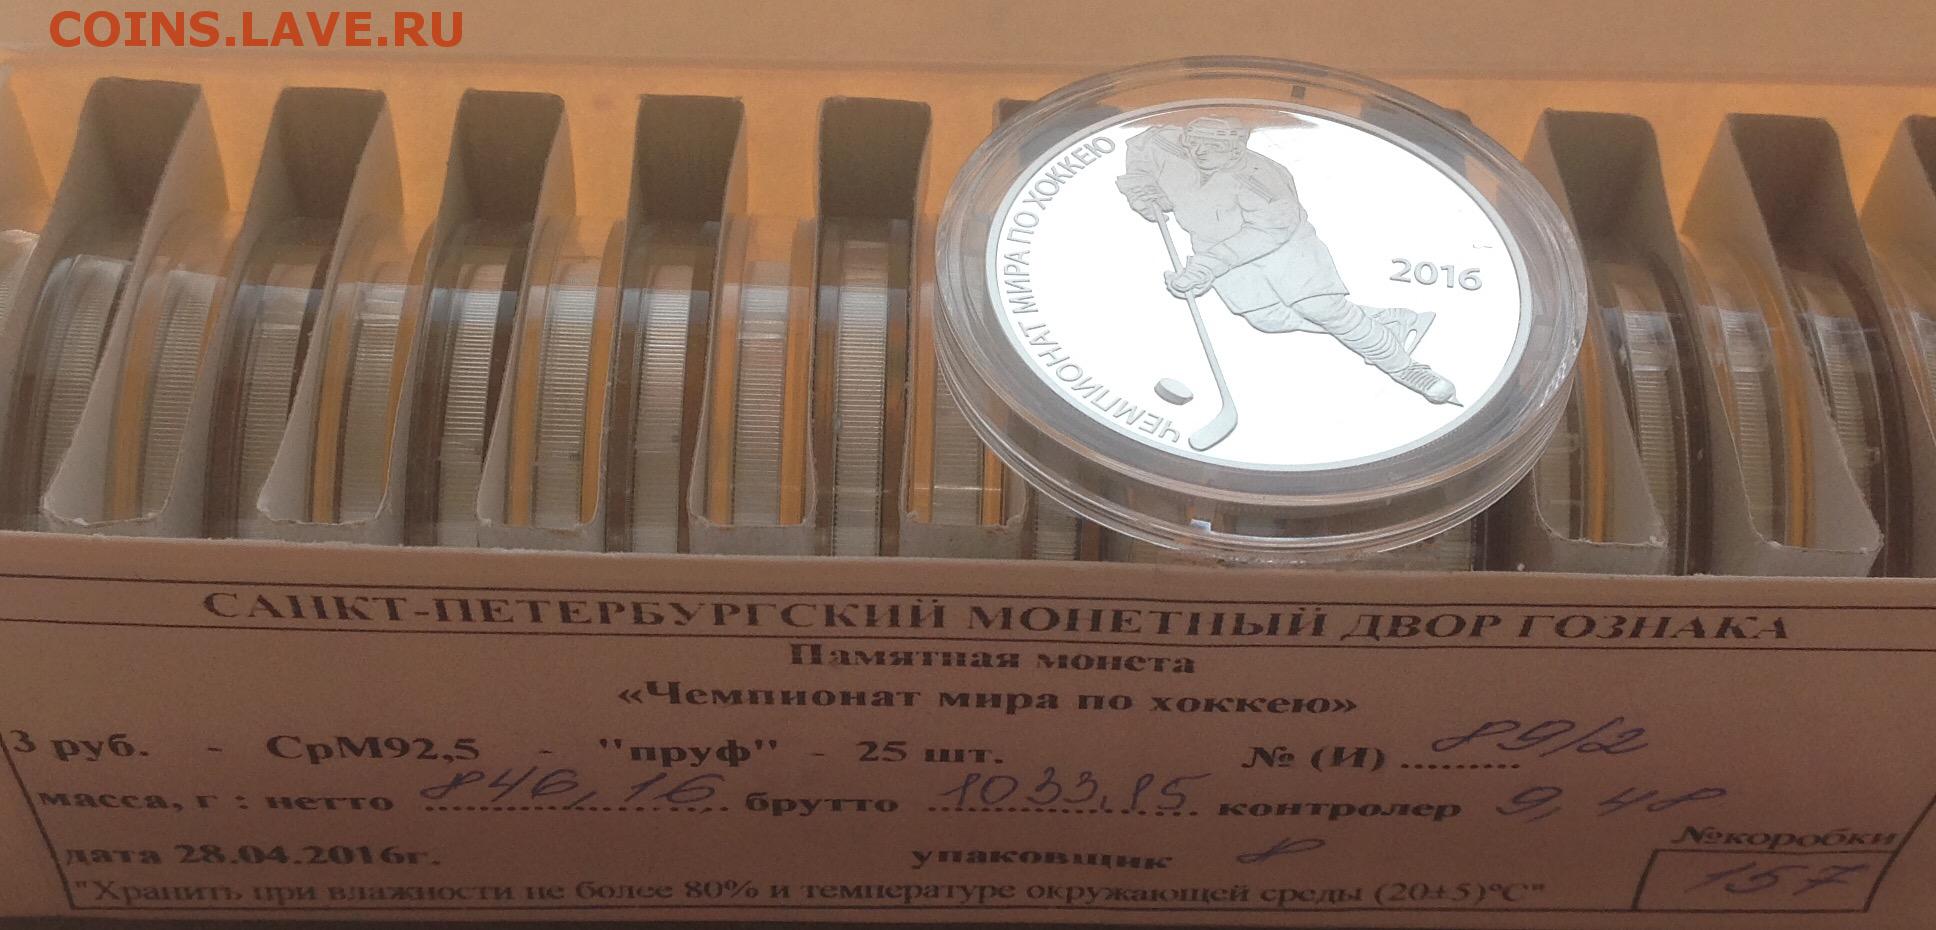 COINS.LAVE.RU
ЧЕМПИОНАТ МИРА ПО ХОККЕЮ
2016
САНКТ-ПЕТЕРБУРГСКИЙ МОНЕТНЫЙ ДВОР ГОЗНАКА
Памятная монета
«Чемпионат мира по хоккею»
3 руб. - СрМ92,5 - "пруф" - 25 шт. № (И) 89/2
масса, г : нетто 846,16 брутто 1033,85 контролер 9, 48
дата 28.04.2016г. упаковщик 8
№коробки
157
"Хранить при влажности не более 80% и температуре окружающей среды (20±5)°С"